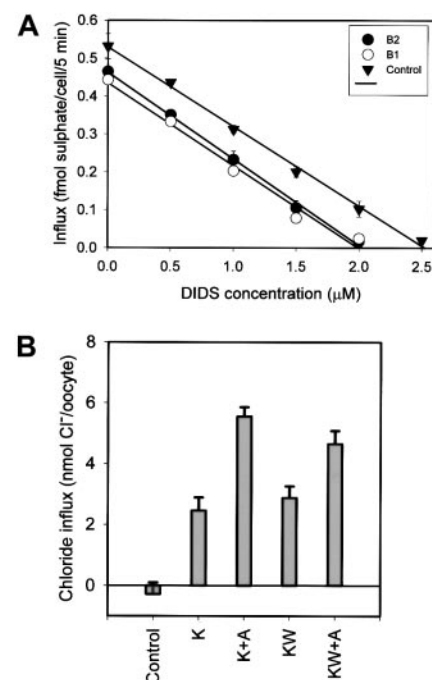 A
B2
B1
Control
Influx (fmol sulphate/cell/5 min)
0.6
0.5
0.4
0.3
0.2
0.1
0.0
0.0 0.5 1.0 1.5 2.0 2.5
DIDS concentration (μM)
B
Chloride influx (nmol Cl⁻/oocyte)
8
6
4
2
0
Control K K+A KW KW+A